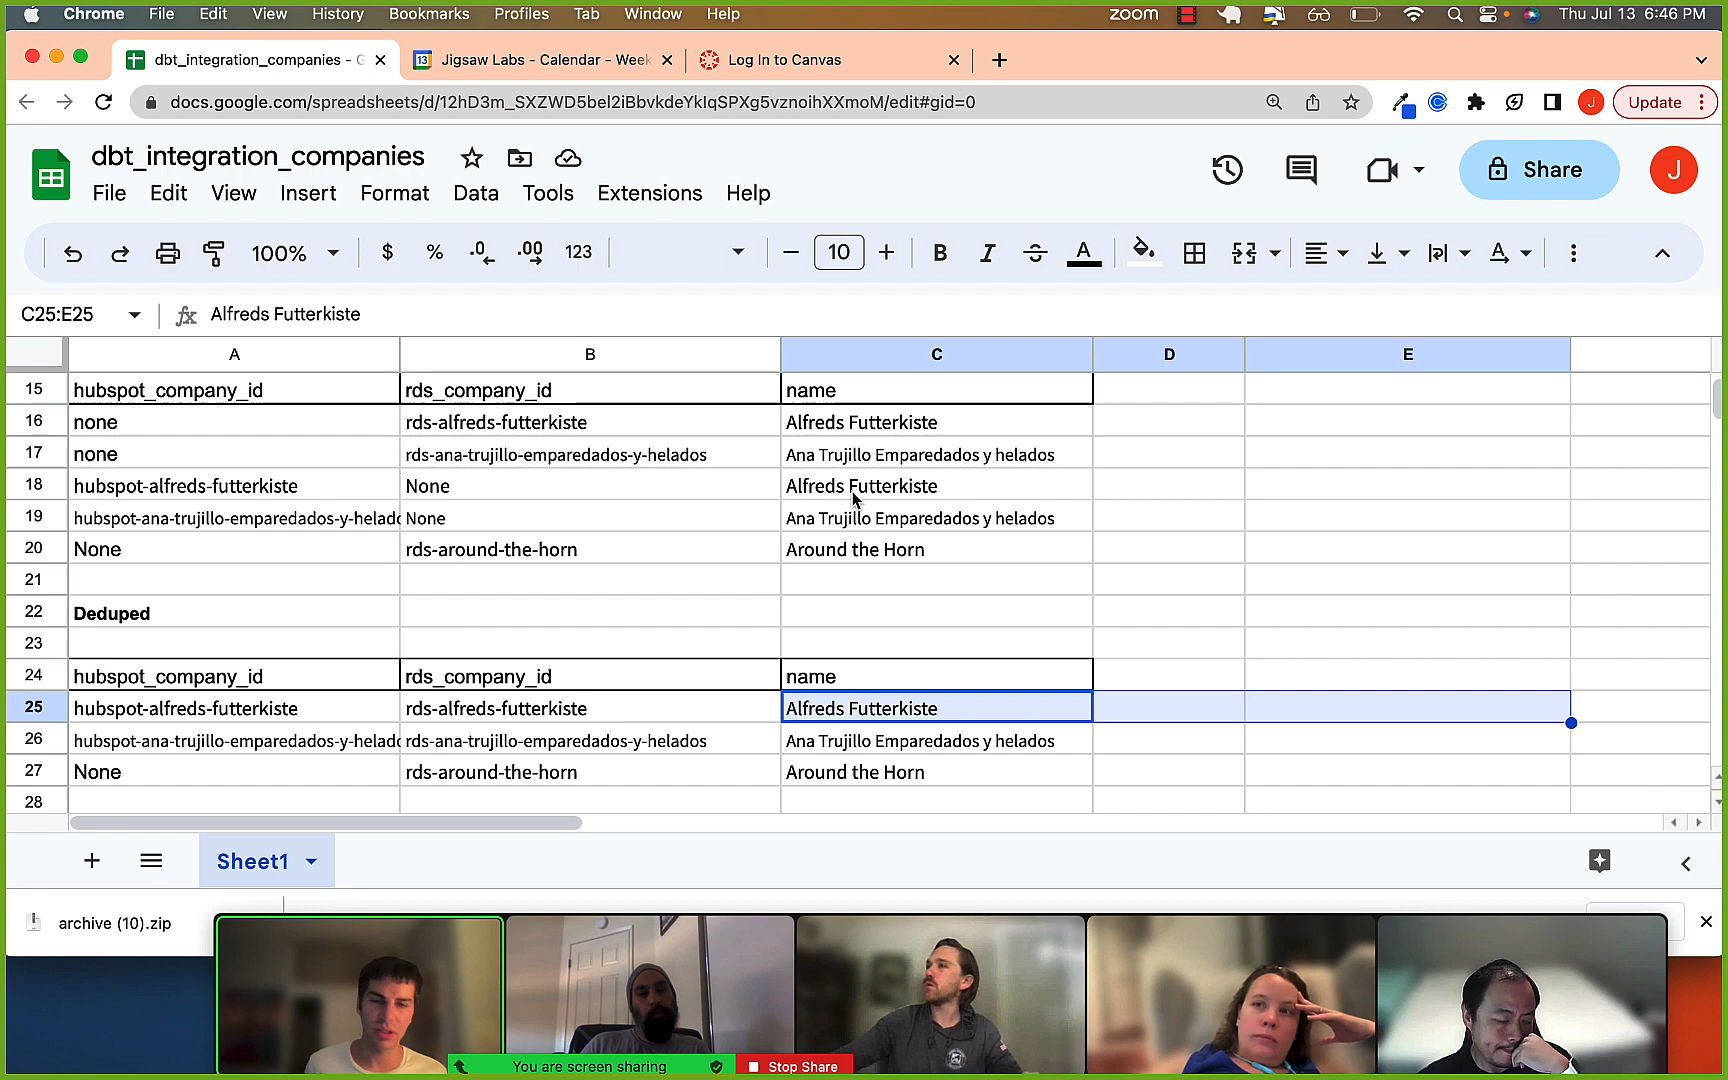 Chrome File Edit View History Bookmarks Profiles Tab Window Help zoom Thu Jul 13 6:46 PM
dbt_integration_companies - G 13 Jigsaw Labs - Calendar - Week Log In to Canvas
docs.google.com/spreadsheets/d/12hD3m_SXZWD5bel2iBbvkdeYklqSPXg5vznoihXXmoM/edit#gid=0 J Update
dbt_integration_companies
File Edit View Insert Format Data Tools Extensions Help
Share J
100% $ % .0 .00 123 10 B I A A
C25:E25 fx Alfreds Futterkiste
A B C D E
15 hubspot_company_id rds_company_id name
16 none rds-alfreds-futterkiste Alfreds Futterkiste
17 none rds-ana-trujillo-emparedados-y-helados Ana Trujillo Emparedados y helados
18 hubspot-alfreds-futterkiste None Alfreds Futterkiste
19 hubspot-ana-trujillo-emparedados-y-helado None Ana Trujillo Emparedados y helados
20 None rds-around-the-horn Around the Horn
21
22 Deduped
23
24 hubspot_company_id rds_company_id name
25 hubspot-alfreds-futterkiste rds-alfreds-futterkiste Alfreds Futterkiste
26 hubspot-ana-trujillo-emparedados-y-helado rds-ana-trujillo-emparedados-y-helados Ana Trujillo Emparedados y helados
27 None rds-around-the-horn Around the Horn
28
Sheet1
archive (10).zip
You are screen sharing Stop Share